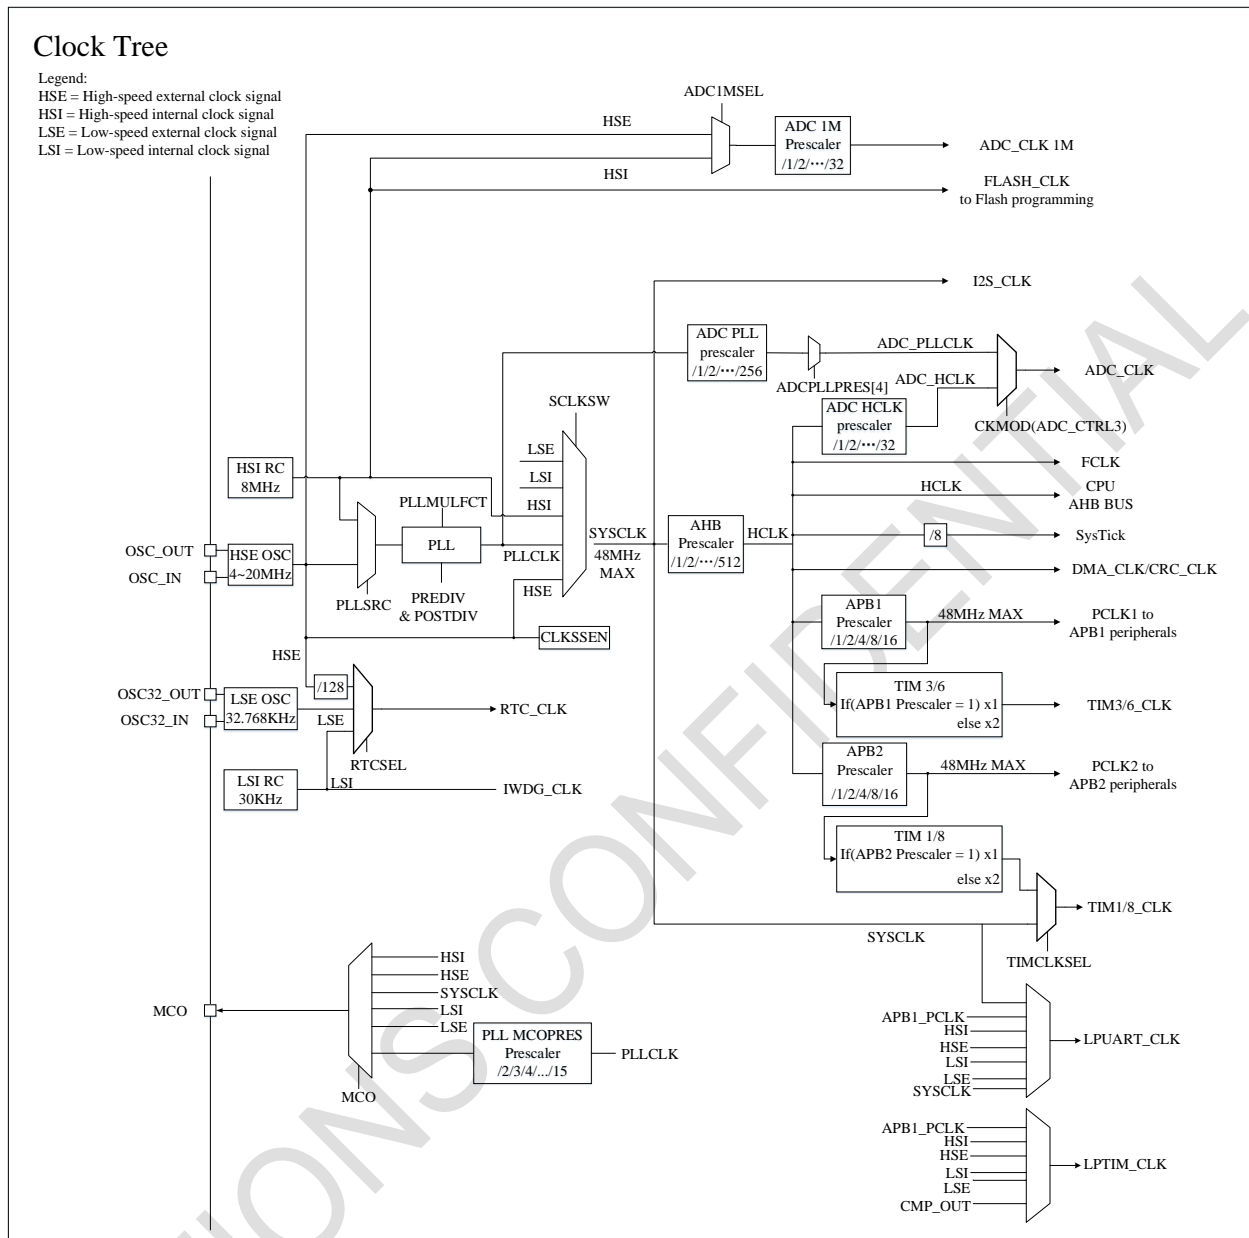 Clock Tree
Legend:
HSE = High-speed external clock signal
HSI = High-speed internal clock signal
LSE = Low-speed external clock signal
LSI = Low-speed internal clock signal
ADC1MSEL
HSE
ADC 1M
Prescaler
/1/2/···/32
ADC_CLK 1M
HSI
FLASH_CLK
to Flash programming
I2S_CLK
ADC PLL
prescaler
/1/2/···/256
ADC_PLLCLK
ADCPLLPRES[4]
ADC_HCLK
ADC_CLK
ADC HCLK
prescaler
/1/2/···/32
CKMOD(ADC_CTRL3)
SCLKSW
LSE
LSI
HSI
HSI RC
8MHz
PLLMULFCT
PLL
PLLCLK
HSE
OSC_OUT
OSC_IN
HSE OSC
4~20MHz
PLLSRC
PREDIV
& POSTDIV
SYSCLK
48MHz
MAX
AHB
Prescaler
/1/2/···/512
HCLK
FCLK
HCLK
CPU
AHB BUS
/8
SysTick
DMA_CLK/CRC_CLK
CLKSSEN
APB1
Prescaler
/1/2/4/8/16
48MHz MAX
PCLK1 to
APB1 peripherals
HSE
/128
OSC32_OUT
OSC32_IN
LSE OSC
32.768KHz
LSE
RTC_CLK
RTCSEL
TIM 3/6
If(APB1 Prescaler = 1) x1
else x2
TIM3/6_CLK
LSI RC
30KHz
LSI
IWDG_CLK
APB2
Prescaler
/1/2/4/8/16
48MHz MAX
PCLK2 to
APB2 peripherals
TIM 1/8
If(APB2 Prescaler = 1) x1
else x2
TIM1/8_CLK
SYSCLK
TIMCLKSEL
MCO
HSI
HSE
SYSCLK
LSI
LSE
PLL MCOPRES
Prescaler
/2/3/4/.../15
PLLCLK
MCO
APB1_PCLK
HSI
HSE
LSI
LSE
SYSCLK
LPUART_CLK
APB1_PCLK
HSI
HSE
LSI
LSE
CMP_OUT
LPTIM_CLK
TIONS CONFIDENTIAL